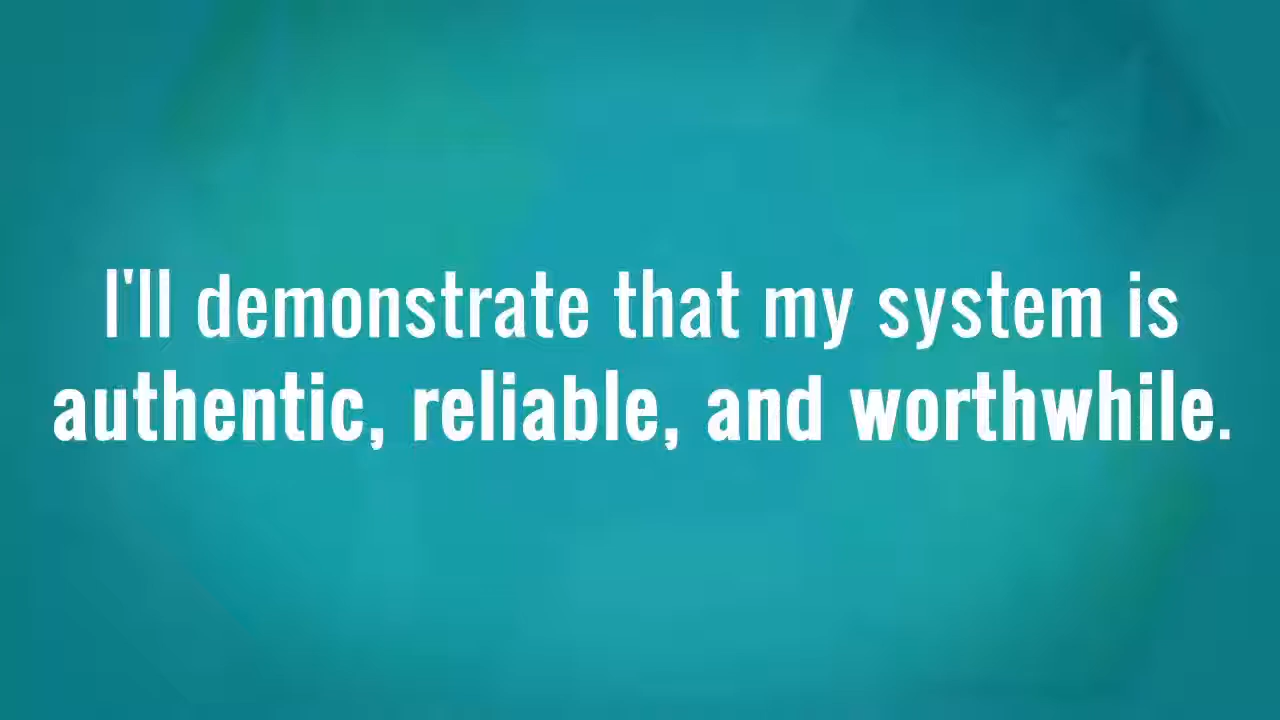 I'll demonstrate that my system is
authentic, reliable, and worthwhile.